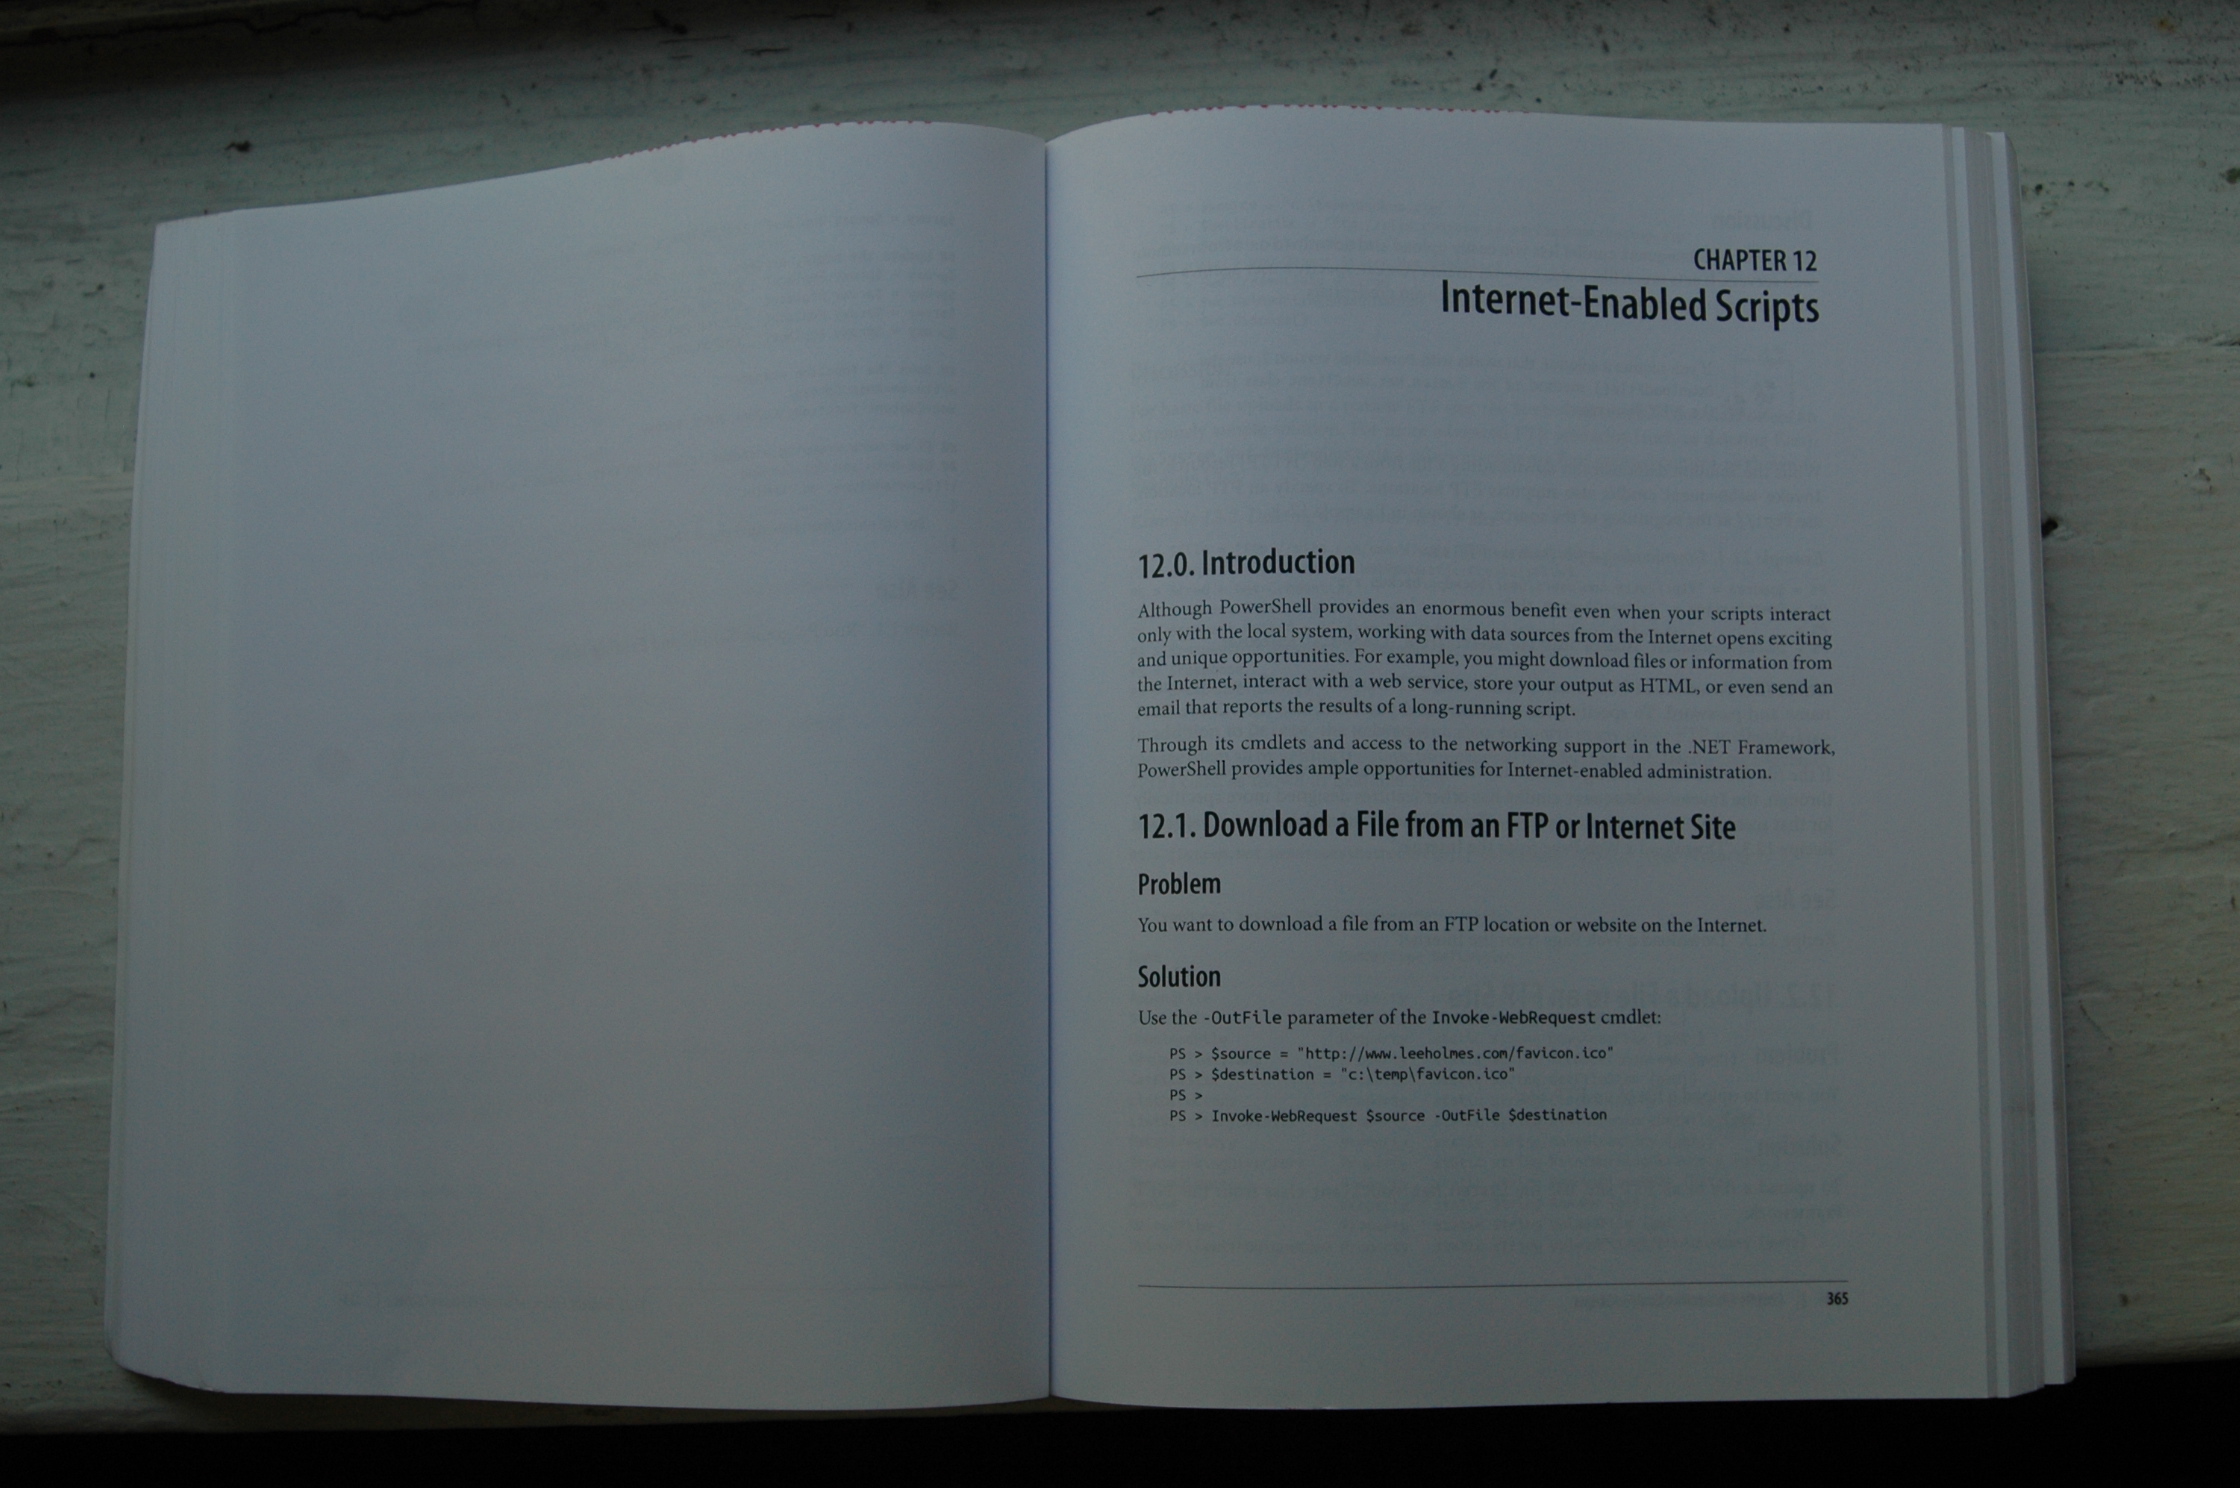 CHAPTER 12
Internet-Enabled Scripts
12.0. Introduction
Although PowerShell provides an enormous benefit even when your scripts interact
only with the local system, working with data sources from the Internet opens exciting
and unique opportunities. For example, you might download files or information from
the Internet, interact with a web service, store your output as HTML, or even send an
email that reports the results of a long-running script.
Through its cmdlets and access to the networking support in the .NET Framework,
PowerShell provides ample opportunities for Internet-enabled administration.
12.1. Download a File from an FTP or Internet Site
Problem
You want to download a file from an FTP location or website on the Internet.
Solution
Use the -OutFile parameter of the Invoke-WebRequest cmdlet:
PS > $source = "http://www.leeholmes.com/favicon.ico"
PS > $destination = "c:\temp\favicon.ico"
PS >
PS > Invoke-WebRequest $source -OutFile $destination
365